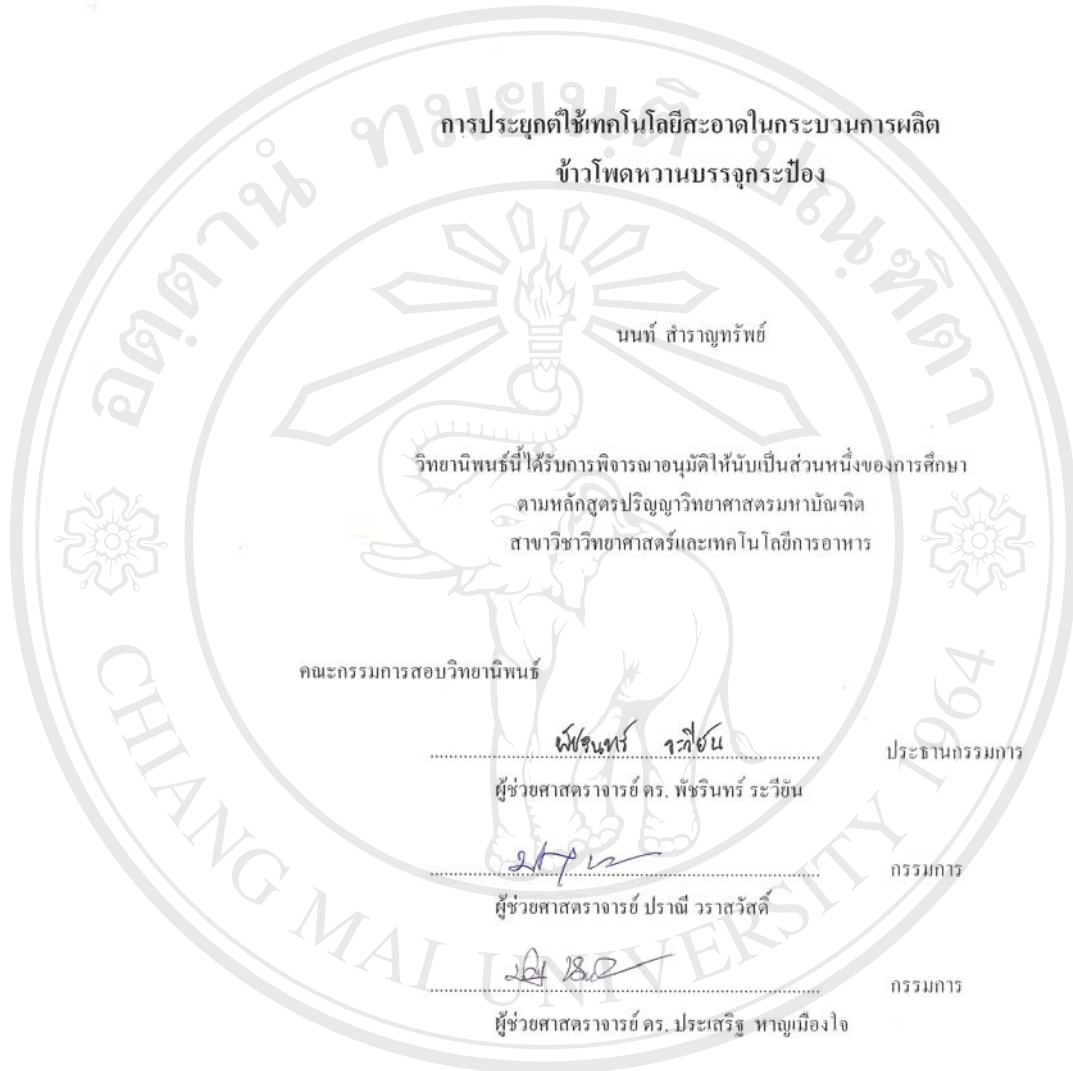 การประยุกต์ใช้เทคโนโลยีสะอาดในกระบวนการผลิต
ข้าวโพดหวานบรรจุกระป๋อง
นนท์ สำราญทรัพย์
วิทยานิพนธ์นี้ได้รับการพิจารณาอนุมัติให้นับเป็นส่วนหนึ่งของการศึกษา
ตามหลักสูตรปริญญาวิทยาศาสตรมหาบัณฑิต
สาขาวิชาวิทยาศาสตร์และเทคโนโลยีการอาหาร
คณะกรรมการสอบวิทยานิพนธ์
พัชรินทร์ ระวียัน ประธานกรรมการ
ผู้ช่วยศาสตราจารย์ ดร. พัชรินทร์ ระวียัน
กรรมการ
ผู้ช่วยศาสตราจารย์ ปราณี วราสวัสดิ์
กรรมการ
ผู้ช่วยศาสตราจารย์ ดร. ประเสริฐ หาญเมืองใจ
CHIANG MAI UNIVERSITY 1964